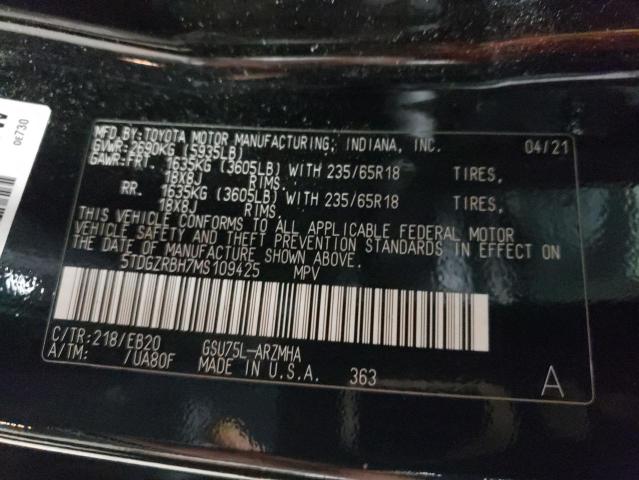 MFD.BY:TOYOTA MOTOR MANUFACTURING, INDIANA, INC. 04/21
GVWR:2690KG (5935LB)
GAWR:FRT. 1635KG (3605LB) WITH 235/65R18 TIRES,
18X8J RIMS.
RR. 1635KG (3605LB) WITH 235/65R18 TIRES,
18X8J RIMS.
THIS VEHICLE CONFORMS TO ALL APPLICABLE FEDERAL MOTOR
VEHICLE SAFETY AND THEFT PREVENTION STANDARDS IN EFFECT ON
THE DATE OF MANUFACTURE SHOWN ABOVE.
5TDGZRBH7MS109425 MPV
C/TR:218/EB20 GSU75L-ARZMHA
A/TM: /UA80F MADE IN U.S.A. 363 A
0E730